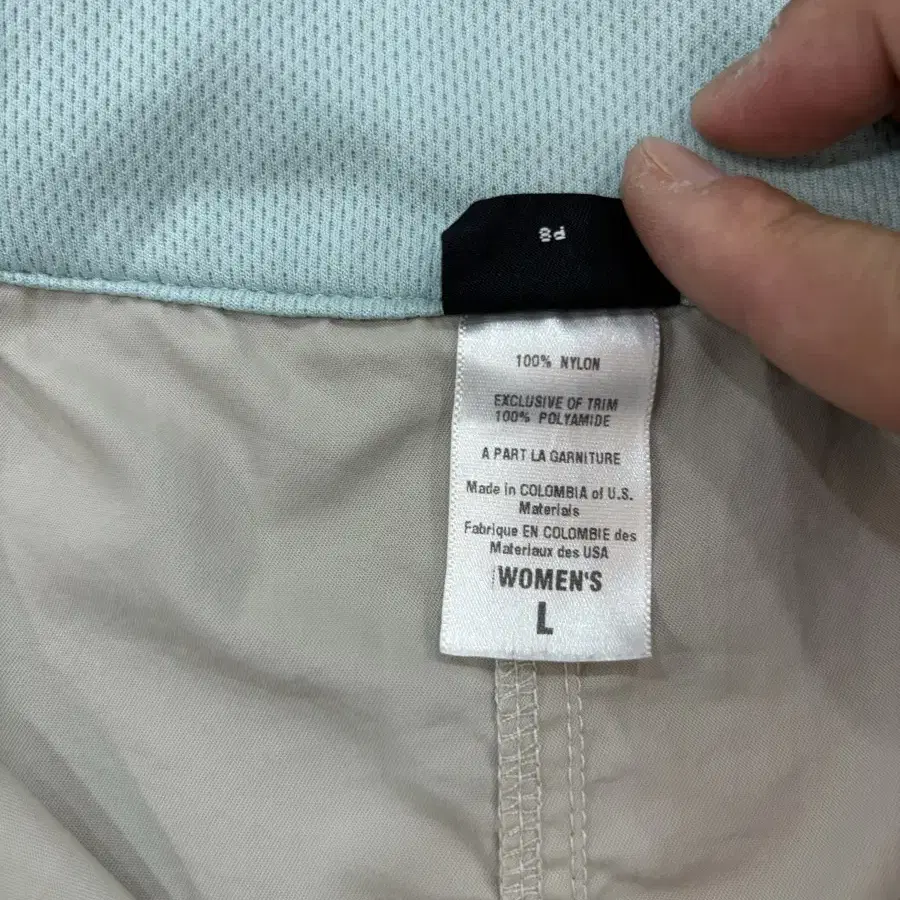 P8
100% NYLON
EXCLUSIVE OF TRIM
100% POLYAMIDE
A PART LA GARNITURE
Made in COLOMBIA of U.S.
Materials
Fabrique EN COLOMBIE des
Materiaux des USA
WOMEN'S
L